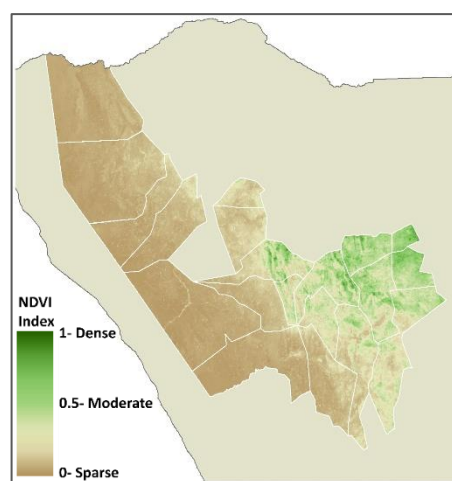 NDVI
Index
1- Dense
0.5- Moderate
0- Sparse